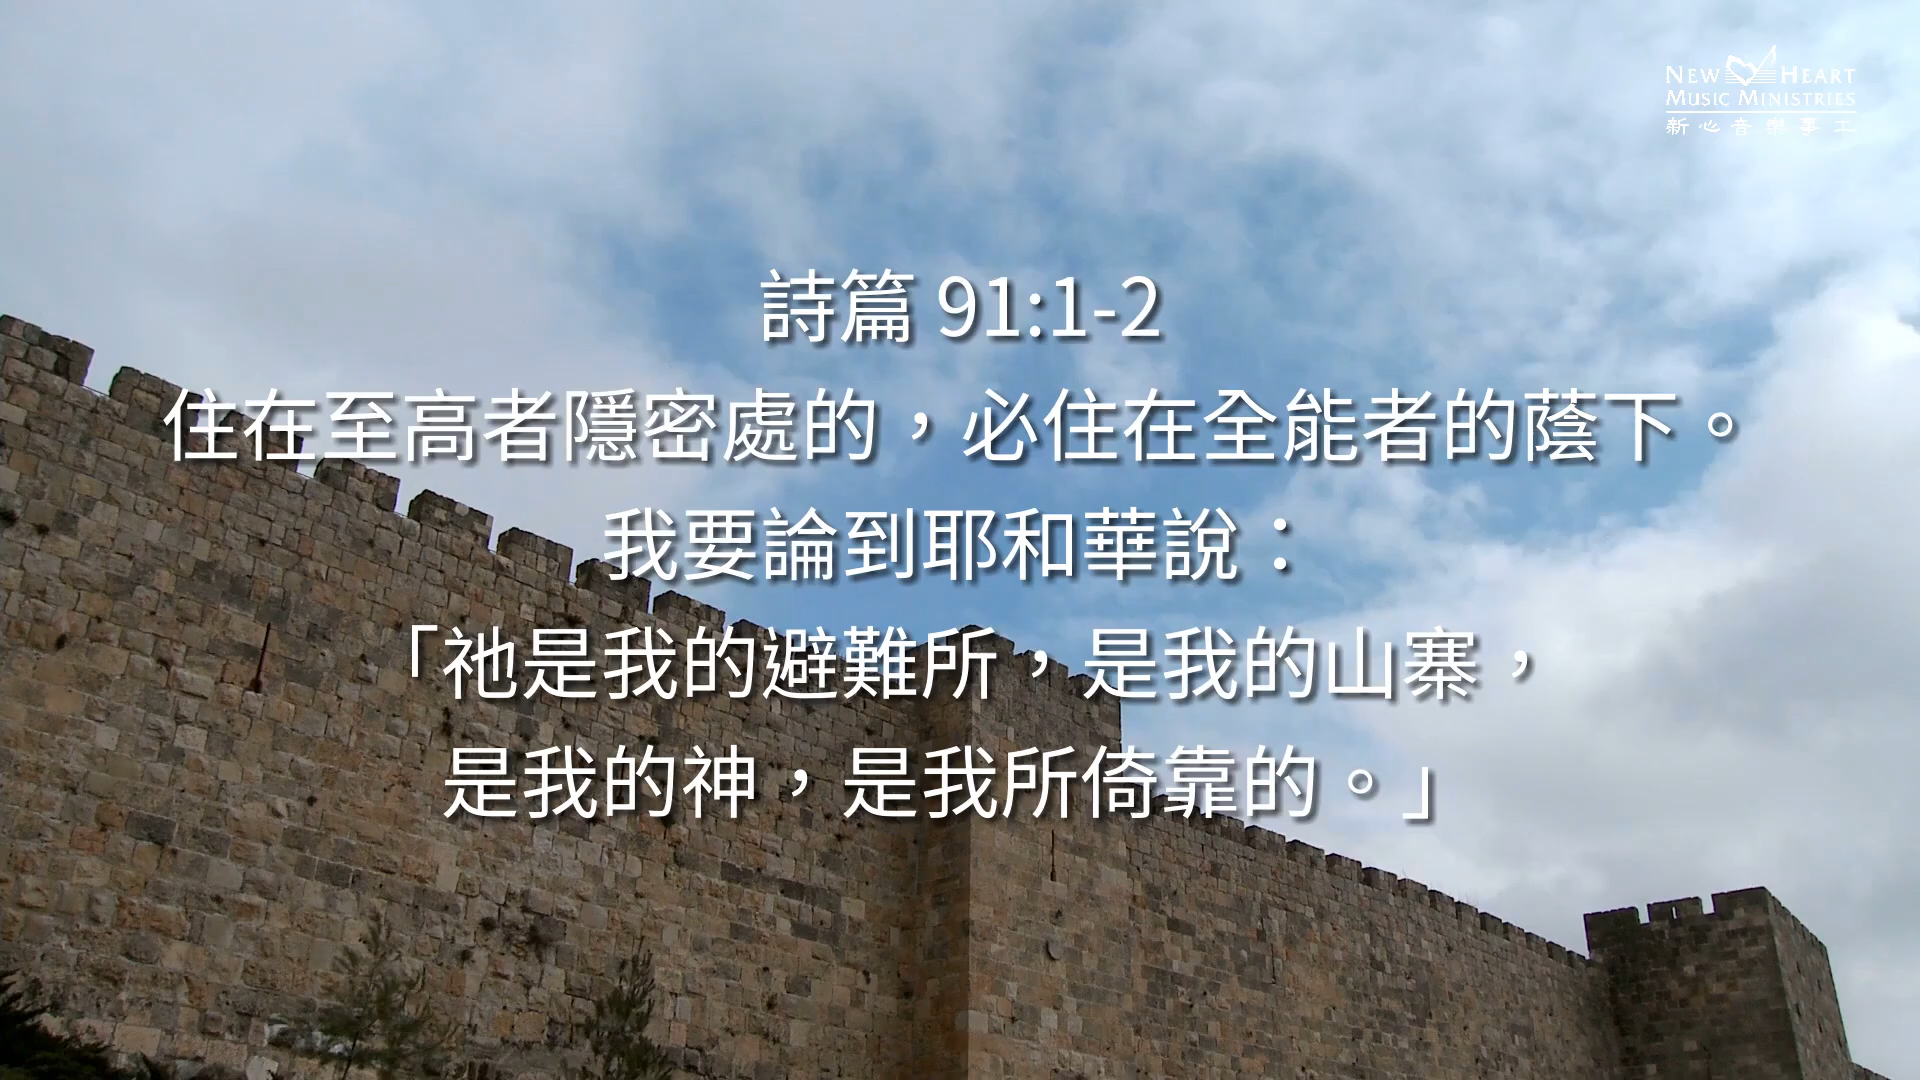 NEW HEART
MUSIC MINISTRIES
新心音樂事工
詩篇 91:1-2
住在至高者隱密處的，必住在全能者的蔭下。
我要論到耶和華說：
「祂是我的避難所，是我的山寨，
是我的神，是我所倚靠的。」